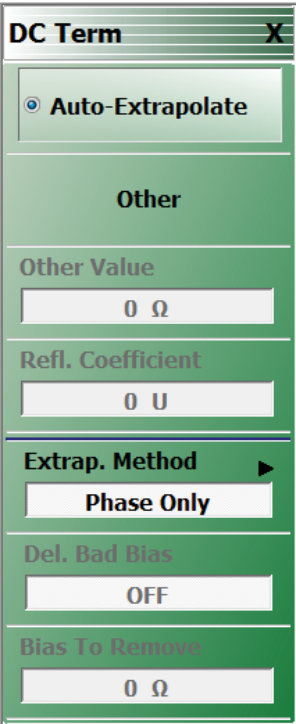 DC Term X
Auto-Extrapolate
Other
Other Value
0 Ω
Refl. Coefficient
0 U
Extrap. Method
Phase Only
Del. Bad Bias
OFF
Bias To Remove
0 Ω